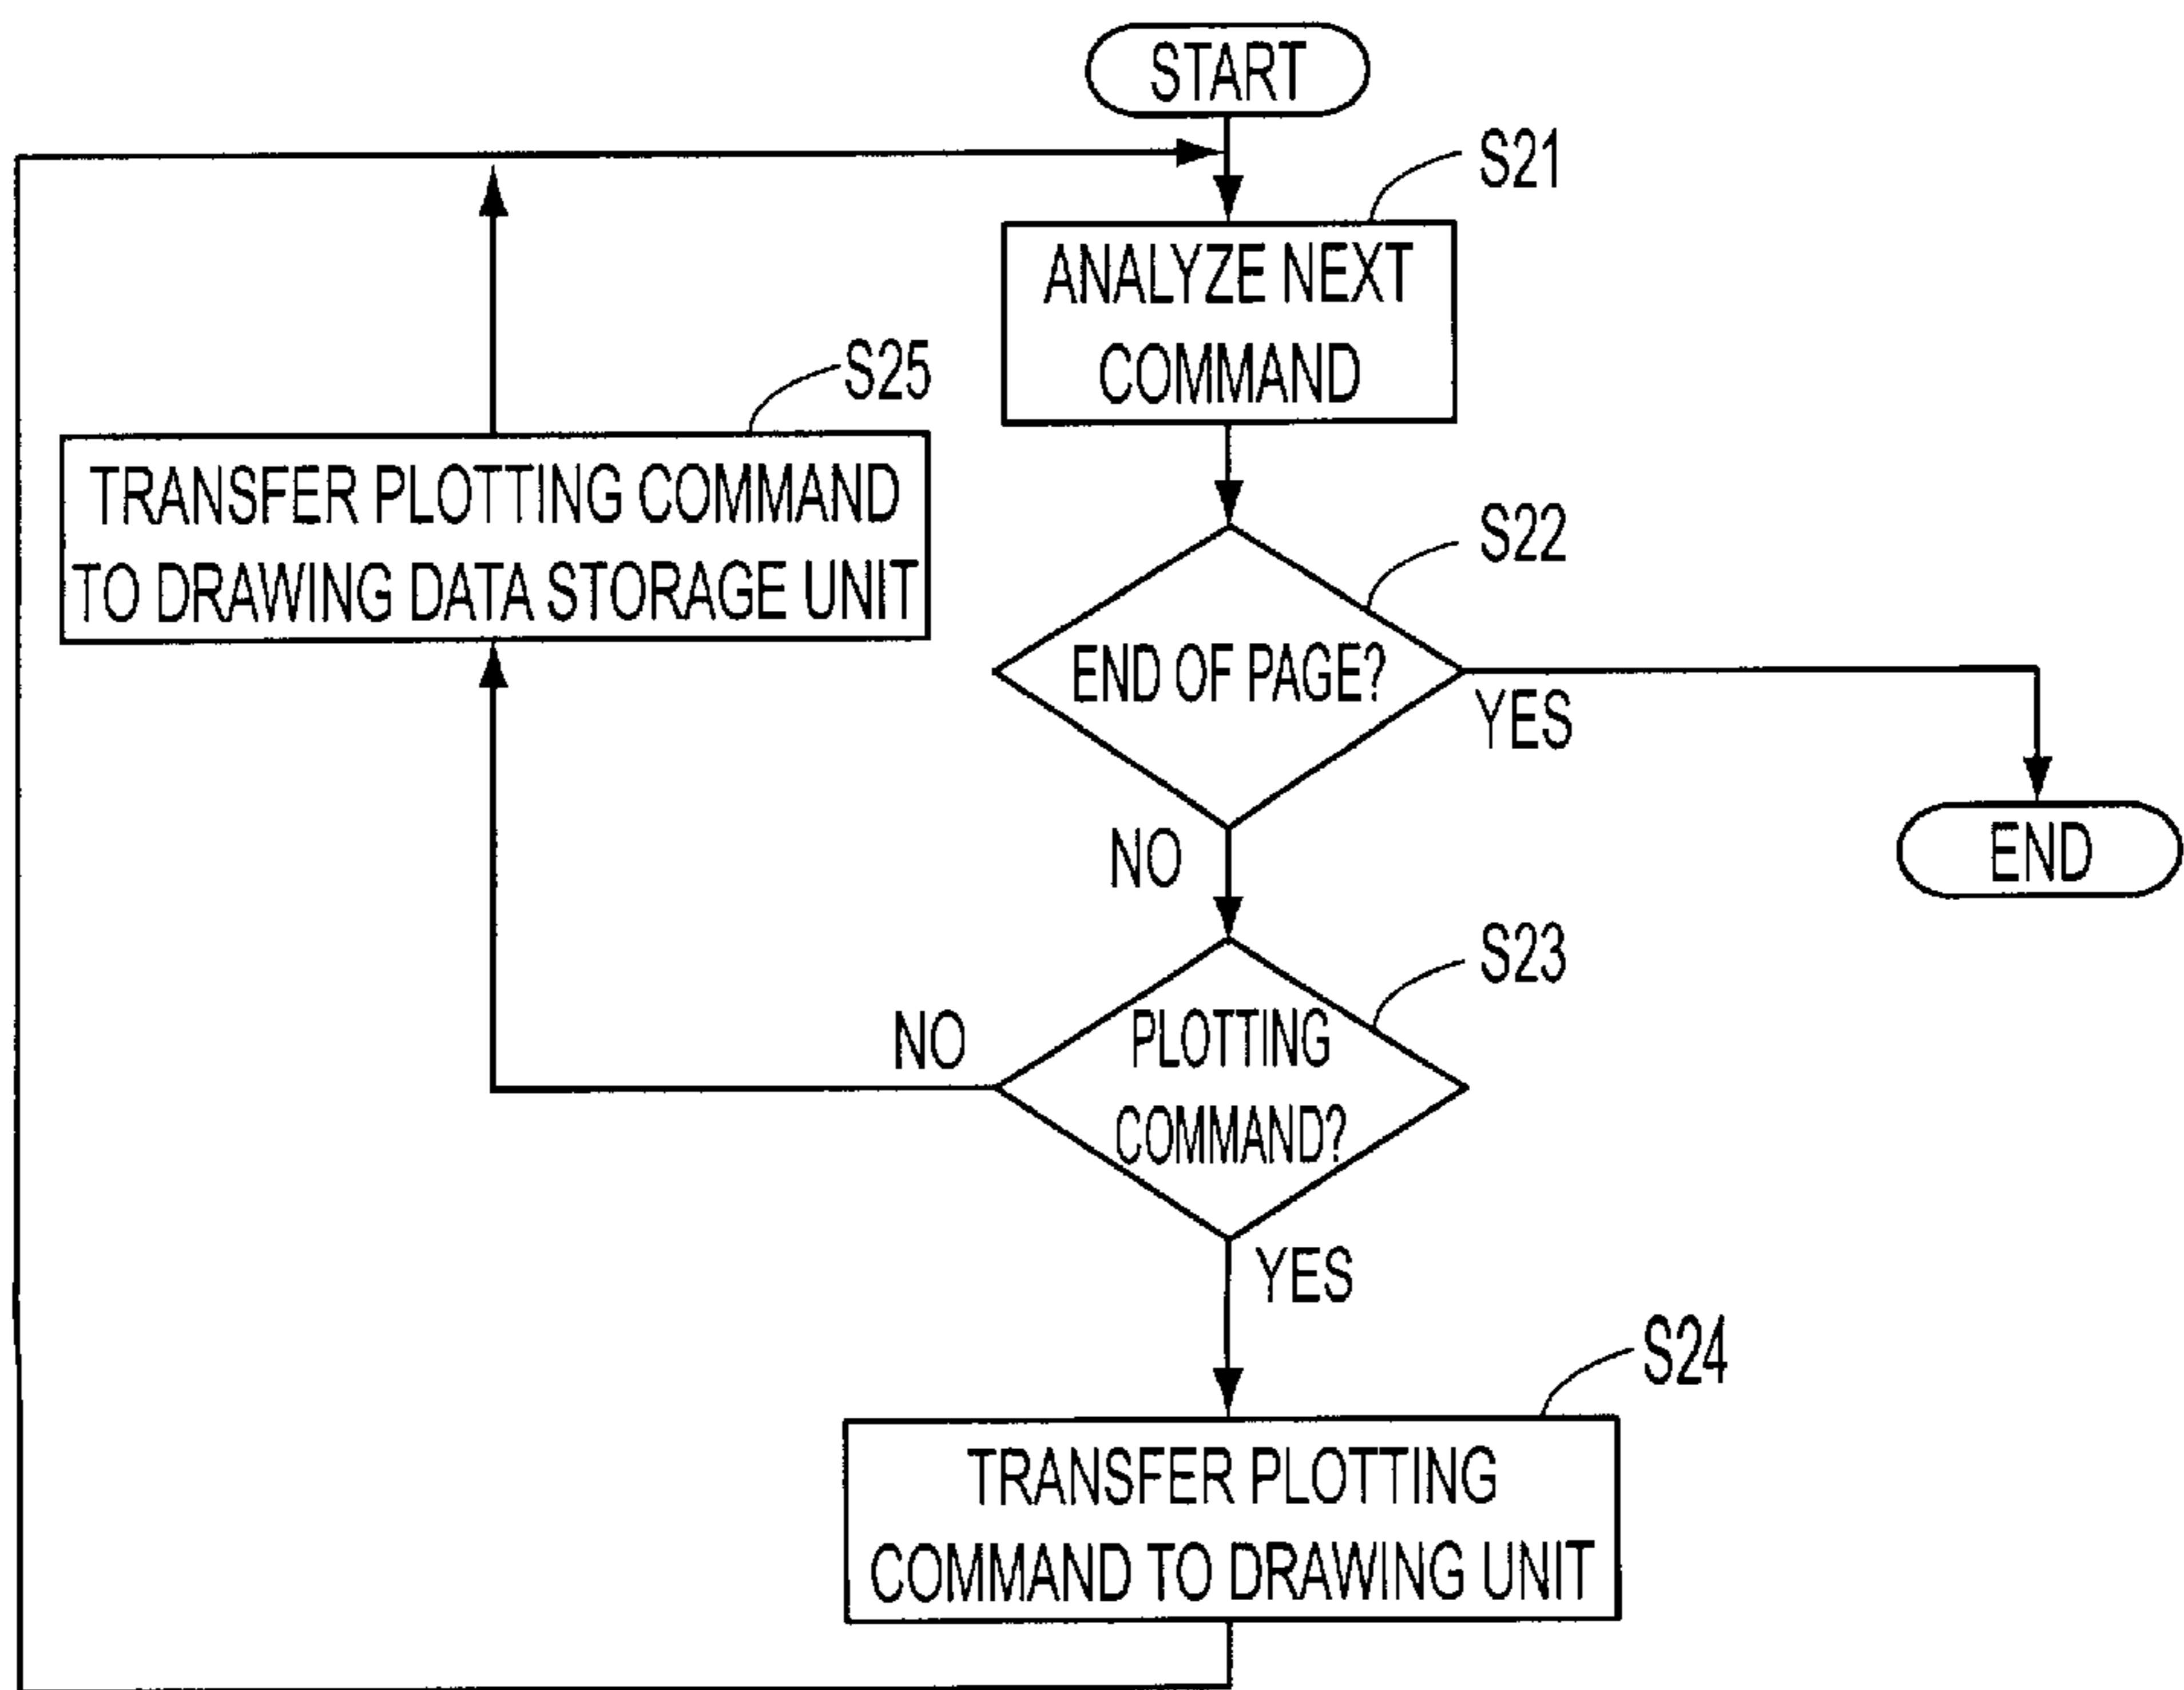 START
S21
ANALYZE NEXT
COMMAND
S25
TRANSFER PLOTTING COMMAND
TO DRAWING DATA STORAGE UNIT
S22
END OF PAGE?
YES
END
NO
S23
PLOTTING
COMMAND?
NO
YES
S24
TRANSFER PLOTTING
COMMAND TO DRAWING UNIT